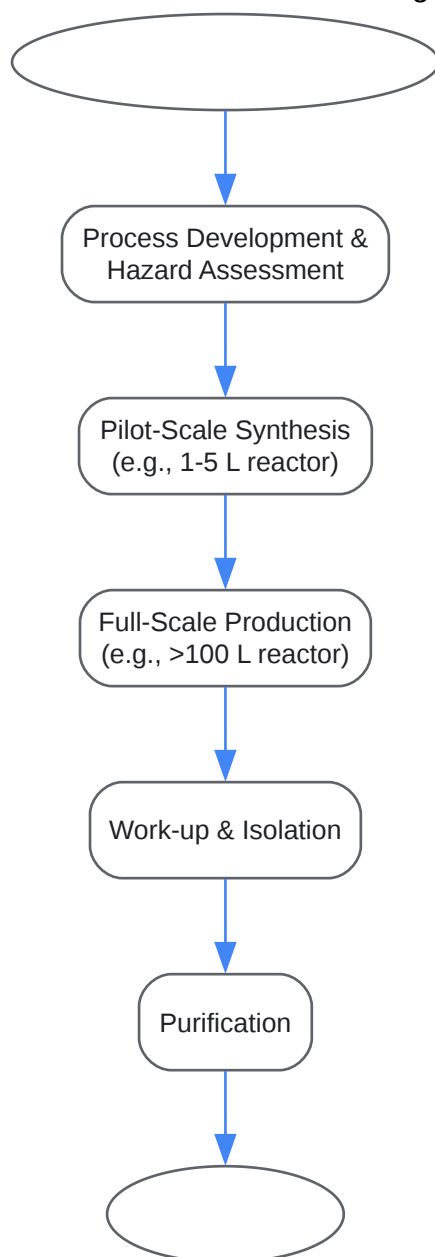 Process Development &
Hazard Assessment
Pilot-Scale Synthesis
(e.g., 1-5 L reactor)
Full-Scale Production
(e.g., >100 L reactor)
Work-up & Isolation
Purification